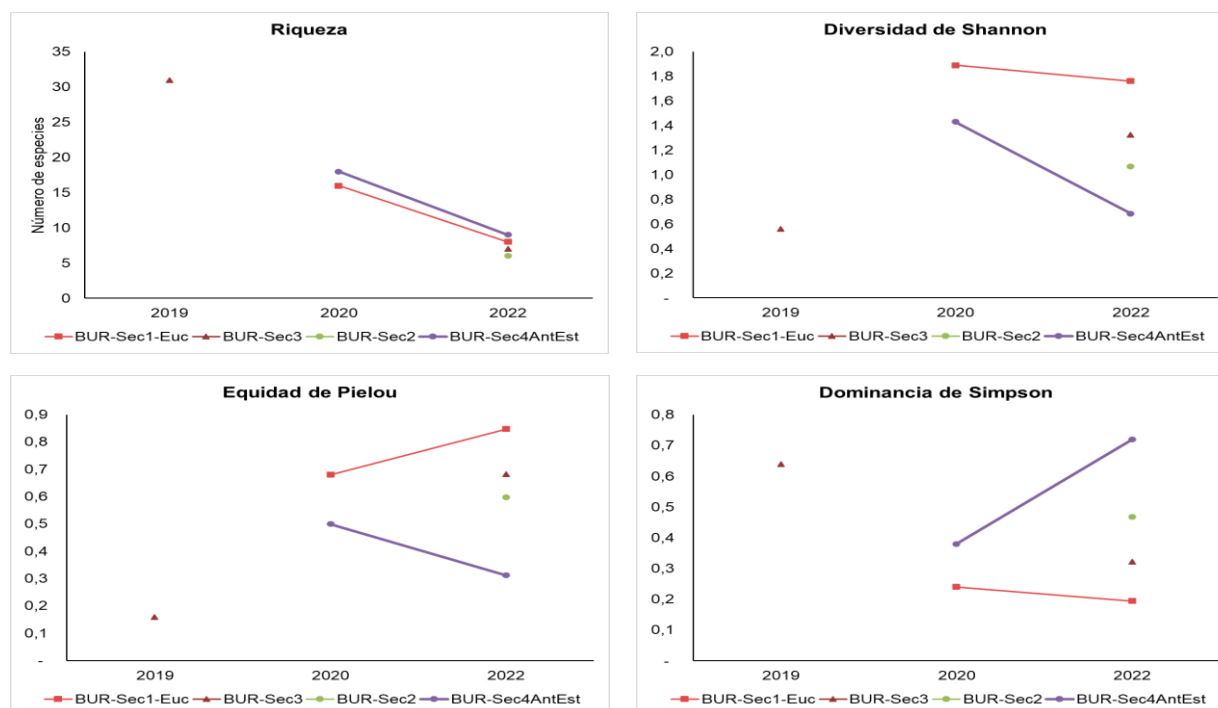 Riqueza
Número de especies
35
30
25
20
15
10
5
0
2019 2020 2022
BUR-Sec1-Euc BUR-Sec3 BUR-Sec2 BUR-Sec4AntEst
Diversidad de Shannon
2,0
1,8
1,6
1,4
1,2
1,0
0,8
0,6
0,4
0,2
-
2019 2020 2022
BUR-Sec1-Euc BUR-Sec3 BUR-Sec2 BUR-Sec4AntEst
Equidad de Pielou
0,9
0,8
0,7
0,6
0,5
0,4
0,3
0,2
0,1
-
2019 2020 2022
BUR-Sec1-Euc BUR-Sec3 BUR-Sec2 BUR-Sec4AntEst
Dominancia de Simpson
0,8
0,7
0,6
0,5
0,4
0,3
0,2
0,1
-
2019 2020 2022
BUR-Sec1-Euc BUR-Sec3 BUR-Sec2 BUR-Sec4AntEst